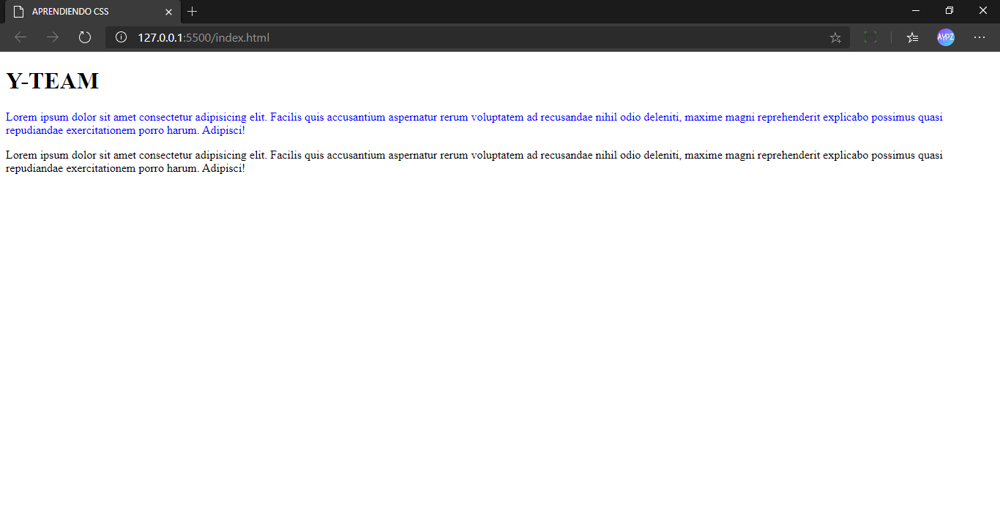 APRENDIENDO CSS
127.0.0.1:5500/index.html
AYPZ
Y-TEAM
Lorem ipsum dolor sit amet consectetur adipisicing elit. Facilis quis accusantium aspernatur rerum voluptatem ad recusandae nihil odio deleniti, maxime magni reprehenderit explicabo possimus quasi
repudiandae exercitationem porro harum. Adipisci!
Lorem ipsum dolor sit amet consectetur adipisicing elit. Facilis quis accusantium aspernatur rerum voluptatem ad recusandae nihil odio deleniti, maxime magni reprehenderit explicabo possimus quasi
repudiandae exercitationem porro harum. Adipisci!